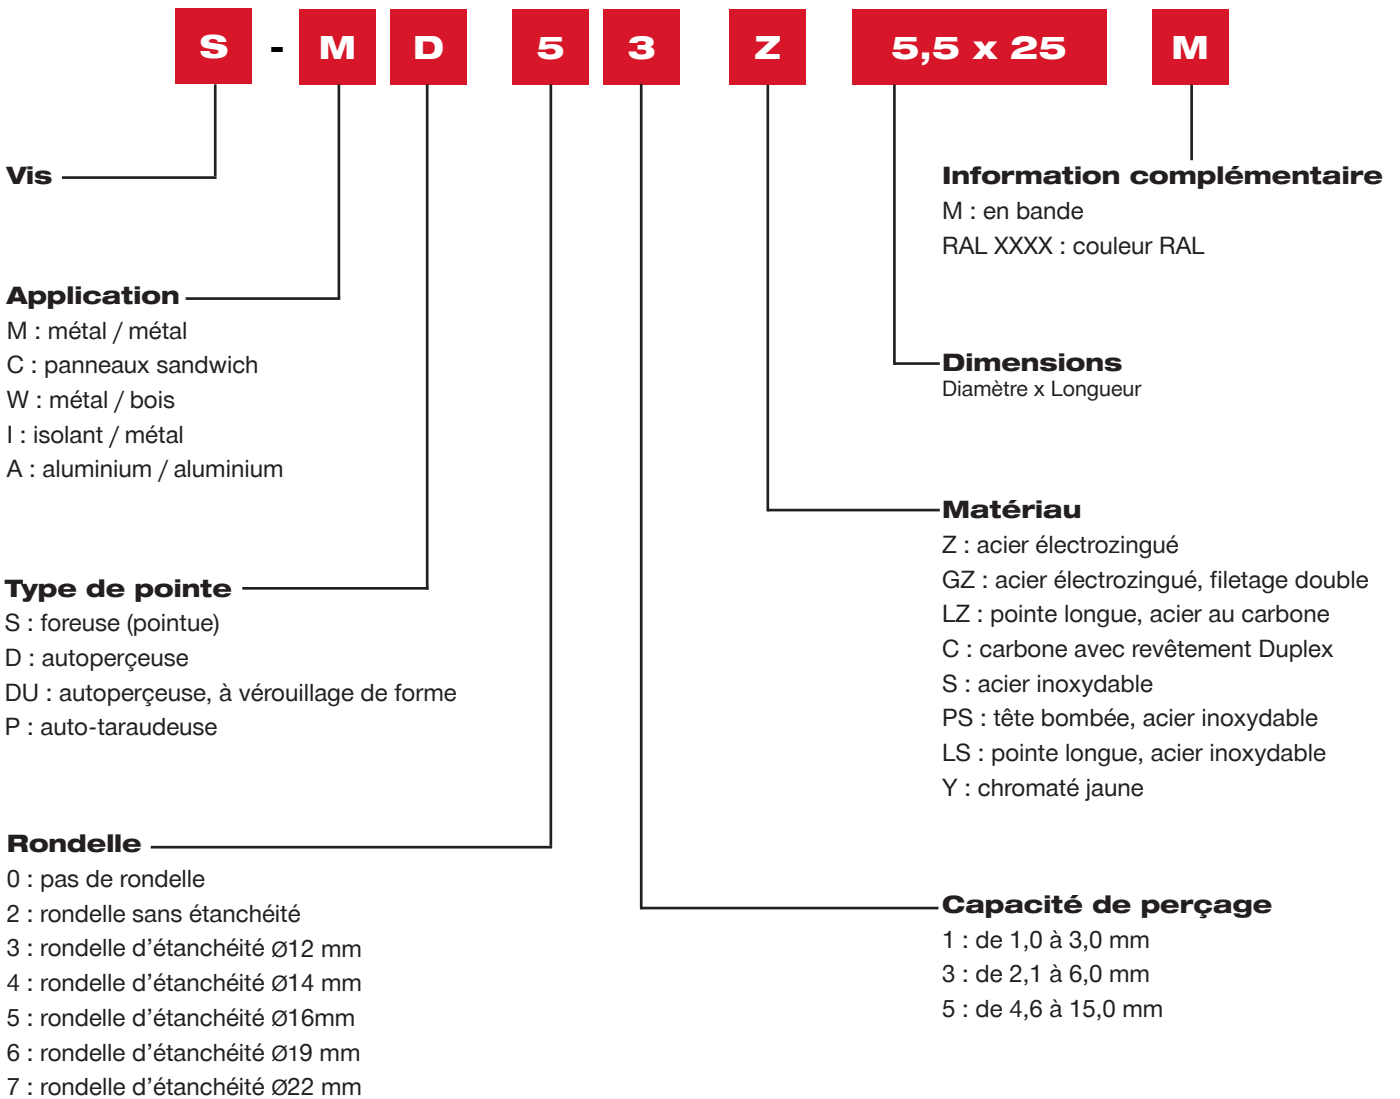 S - M D 5 3 Z 5,5 x 25 M
Vis
Application
M : métal / métal
C : panneaux sandwich
W : métal / bois
I : isolant / métal
A : aluminium / aluminium
Type de pointe
S : foreuse (pointue)
D : autoperçeuse
DU : autoperçeuse, à vérouillage de forme
P : auto-taraudeuse
Rondelle
0 : pas de rondelle
2 : rondelle sans étanchéité
3 : rondelle d'étanchéité Ø12 mm
4 : rondelle d'étanchéité Ø14 mm
5 : rondelle d'étanchéité Ø16mm
6 : rondelle d'étanchéité Ø19 mm
7 : rondelle d'étanchéité Ø22 mm
Information complémentaire
M : en bande
RAL XXXX : couleur RAL
Dimensions
Diamètre x Longueur
Matériau
Z : acier électrozingué
GZ : acier électrozingué, filetage double
LZ : pointe longue, acier au carbone
C : carbone avec revêtement Duplex
S : acier inoxydable
PS : tête bombée, acier inoxydable
LS : pointe longue, acier inoxydable
Y : chromaté jaune
Capacité de perçage
1 : de 1,0 à 3,0 mm
3 : de 2,1 à 6,0 mm
5 : de 4,6 à 15,0 mm